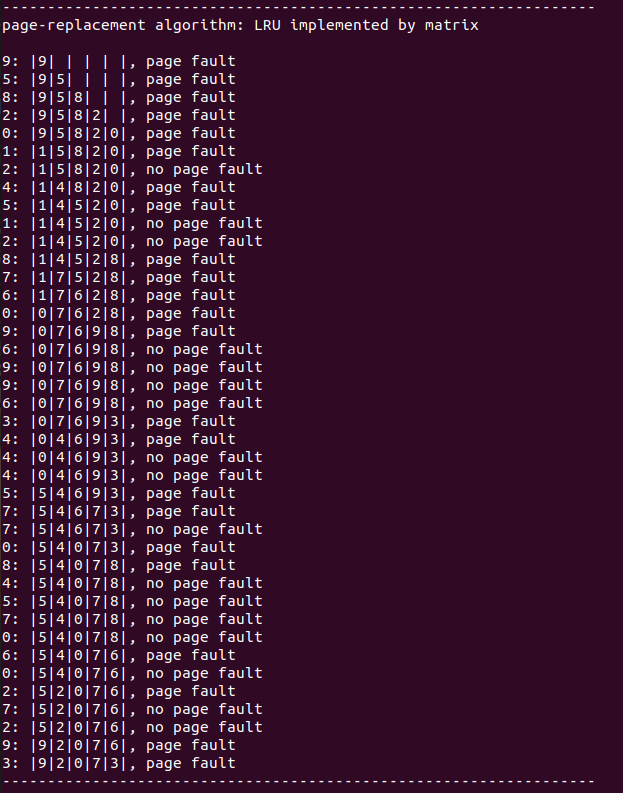 ------------------------------------------------------------------
page-replacement algorithm: LRU implemented by matrix
9: |9| | | | |, page fault
5: |9|5| | | |, page fault
8: |9|5|8| | |, page fault
2: |9|5|8|2| |, page fault
0: |9|5|8|2|0|, page fault
1: |1|5|8|2|0|, page fault
2: |1|5|8|2|0|, no page fault
4: |1|4|8|2|0|, page fault
5: |1|4|5|2|0|, page fault
1: |1|4|5|2|0|, no page fault
2: |1|4|5|2|0|, no page fault
8: |1|4|5|2|8|, page fault
7: |1|7|5|2|8|, page fault
6: |1|7|6|2|8|, page fault
0: |0|7|6|2|8|, page fault
9: |0|7|6|9|8|, page fault
6: |0|7|6|9|8|, no page fault
9: |0|7|6|9|8|, no page fault
9: |0|7|6|9|8|, no page fault
6: |0|7|6|9|8|, no page fault
3: |0|7|6|9|3|, page fault
4: |0|4|6|9|3|, page fault
4: |0|4|6|9|3|, no page fault
4: |0|4|6|9|3|, no page fault
5: |5|4|6|9|3|, page fault
7: |5|4|6|7|3|, page fault
7: |5|4|6|7|3|, no page fault
0: |5|4|0|7|3|, page fault
8: |5|4|0|7|8|, page fault
4: |5|4|0|7|8|, no page fault
5: |5|4|0|7|8|, no page fault
7: |5|4|0|7|8|, no page fault
0: |5|4|0|7|8|, no page fault
6: |5|4|0|7|6|, page fault
0: |5|4|0|7|6|, no page fault
2: |5|2|0|7|6|, page fault
7: |5|2|0|7|6|, no page fault
2: |5|2|0|7|6|, no page fault
9: |9|2|0|7|6|, page fault
3: |9|2|0|7|3|, page fault
------------------------------------------------------------------